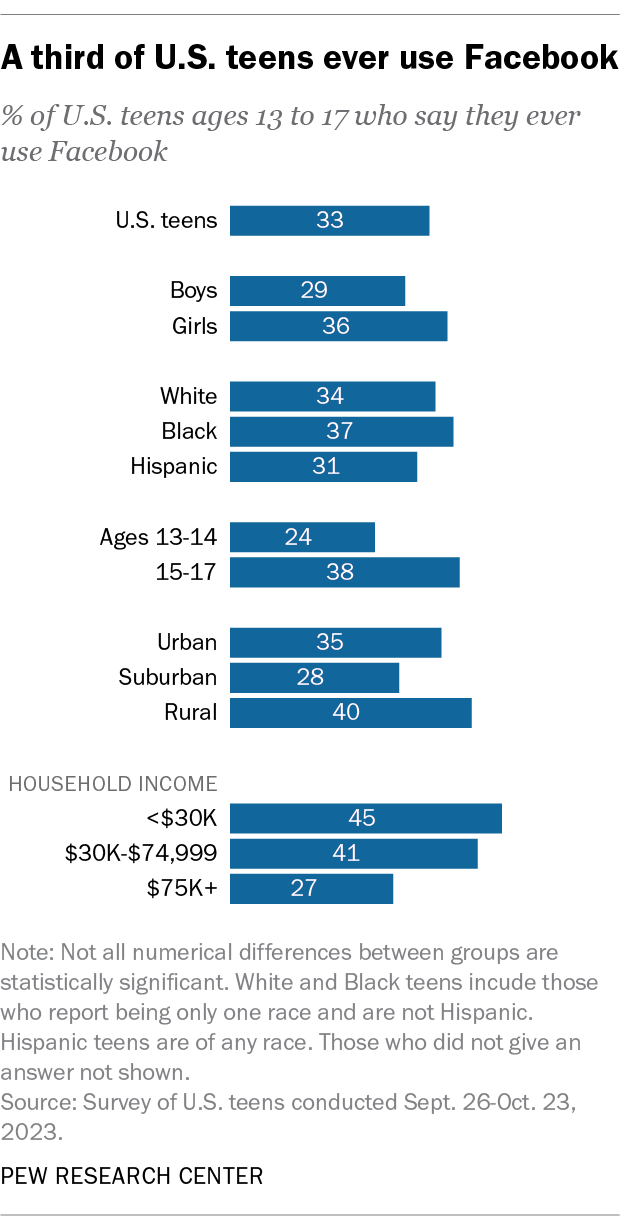 A third of U.S. teens ever use Facebook
% of U.S. teens ages 13 to 17 who say they ever
use Facebook
U.S. teens 33
Boys 29
Girls 36
White 34
Black 37
Hispanic 31
Ages 13-14 24
15-17 38
Urban 35
Suburban 28
Rural 40
HOUSEHOLD INCOME
<$30K 45
$30K-$74,999 41
$75K+ 27
Note: Not all numerical differences between groups are
statistically significant. White and Black teens incude those
who report being only one race and are not Hispanic.
Hispanic teens are of any race. Those who did not give an
answer not shown.
Source: Survey of U.S. teens conducted Sept. 26-Oct. 23,
2023.
PEW RESEARCH CENTER